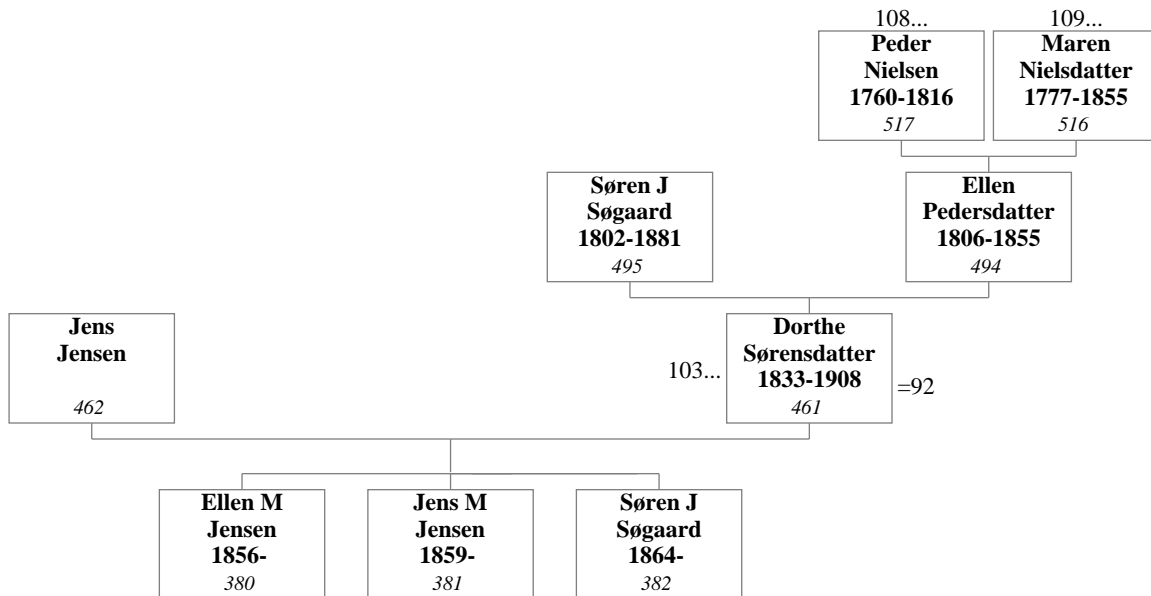 108...
109...
Peder
Nielsen
1760-1816
517
Maren
Nielsdatter
1777-1855
516
Søren J
Søgaard
1802-1881
495
Ellen
Pedersdatter
1806-1855
494
Jens
Jensen
462
103...
Dorthe
Sørensdatter
1833-1908
461
=92
Ellen M
Jensen
1856-
380
Jens M
Jensen
1859-
381
Søren J
Søgaard
1864-
382